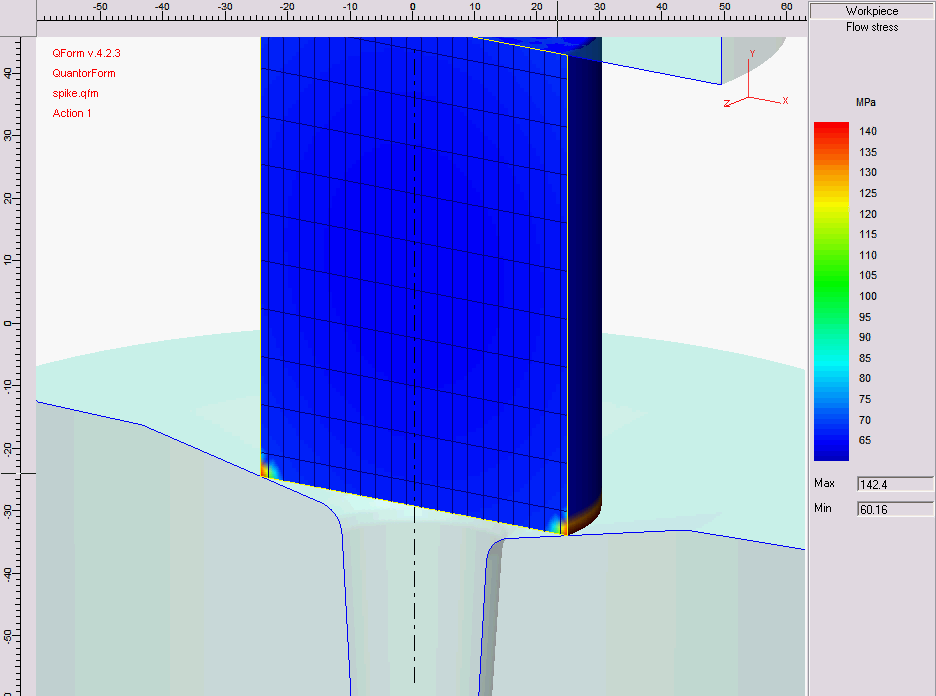 -50 -40 -30 -20 -10 0 10 20 30 40 50 60
Workpiece
Flow stress
QForm v.4.2.3
QuantorForm
spike.qfm
Action 1
Y
Z X
MPa
140
135
130
125
120
115
110
105
100
95
90
85
80
75
70
65
Max 142.4
Min 60.16
40
30
20
10
0
-10
-20
-30
-40
-50